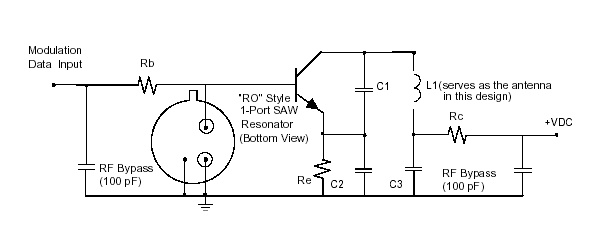 Modulation
Data Input
Rb
"RO" Style
1-Port SAW
Resonator
(Bottom View)
C1
L1(serves as the antenna
in this design)
Rc
+VDC
RF Bypass
(100 pF)
Re
C2
C3
RF Bypass
(100 pF)